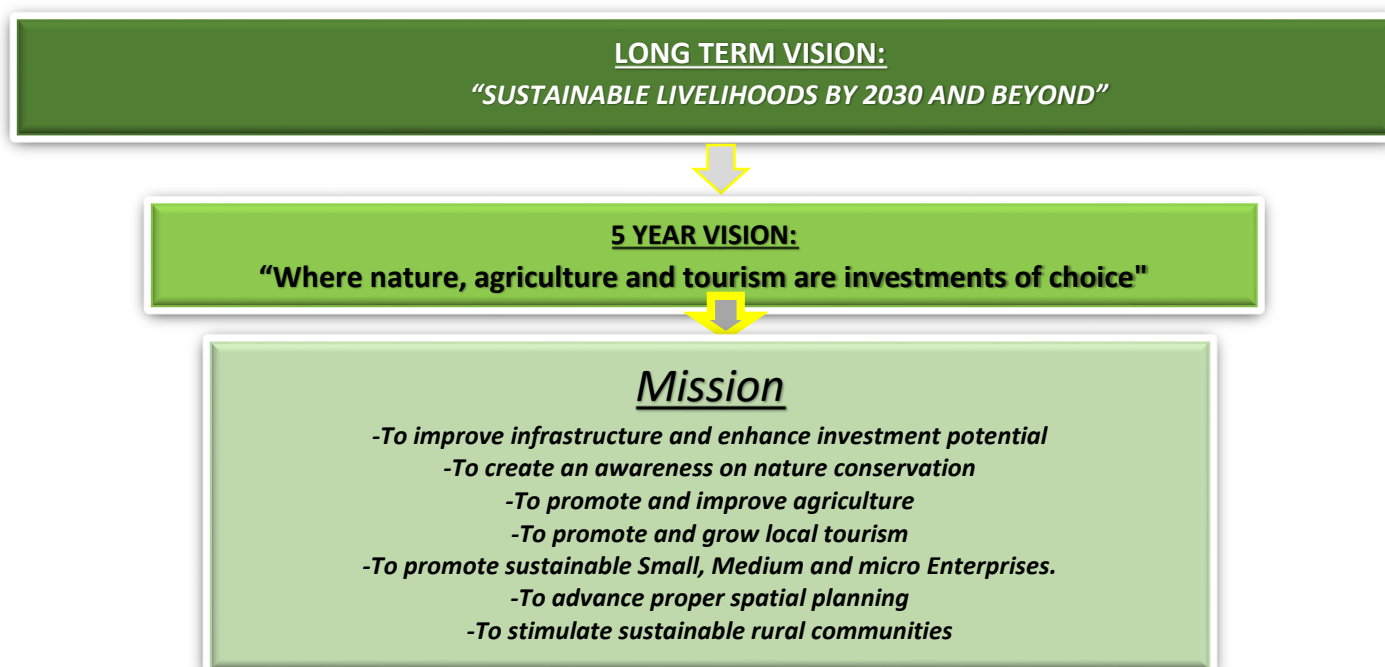 LONG TERM VISION:
“SUSTAINABLE LIVELIHOODS BY 2030 AND BEYOND”
5 YEAR VISION:
“Where nature, agriculture and tourism are investments of choice"
Mission
-To improve infrastructure and enhance investment potential
-To create an awareness on nature conservation
-To promote and improve agriculture
-To promote and grow local tourism
-To promote sustainable Small, Medium and micro Enterprises.
-To advance proper spatial planning
-To stimulate sustainable rural communities